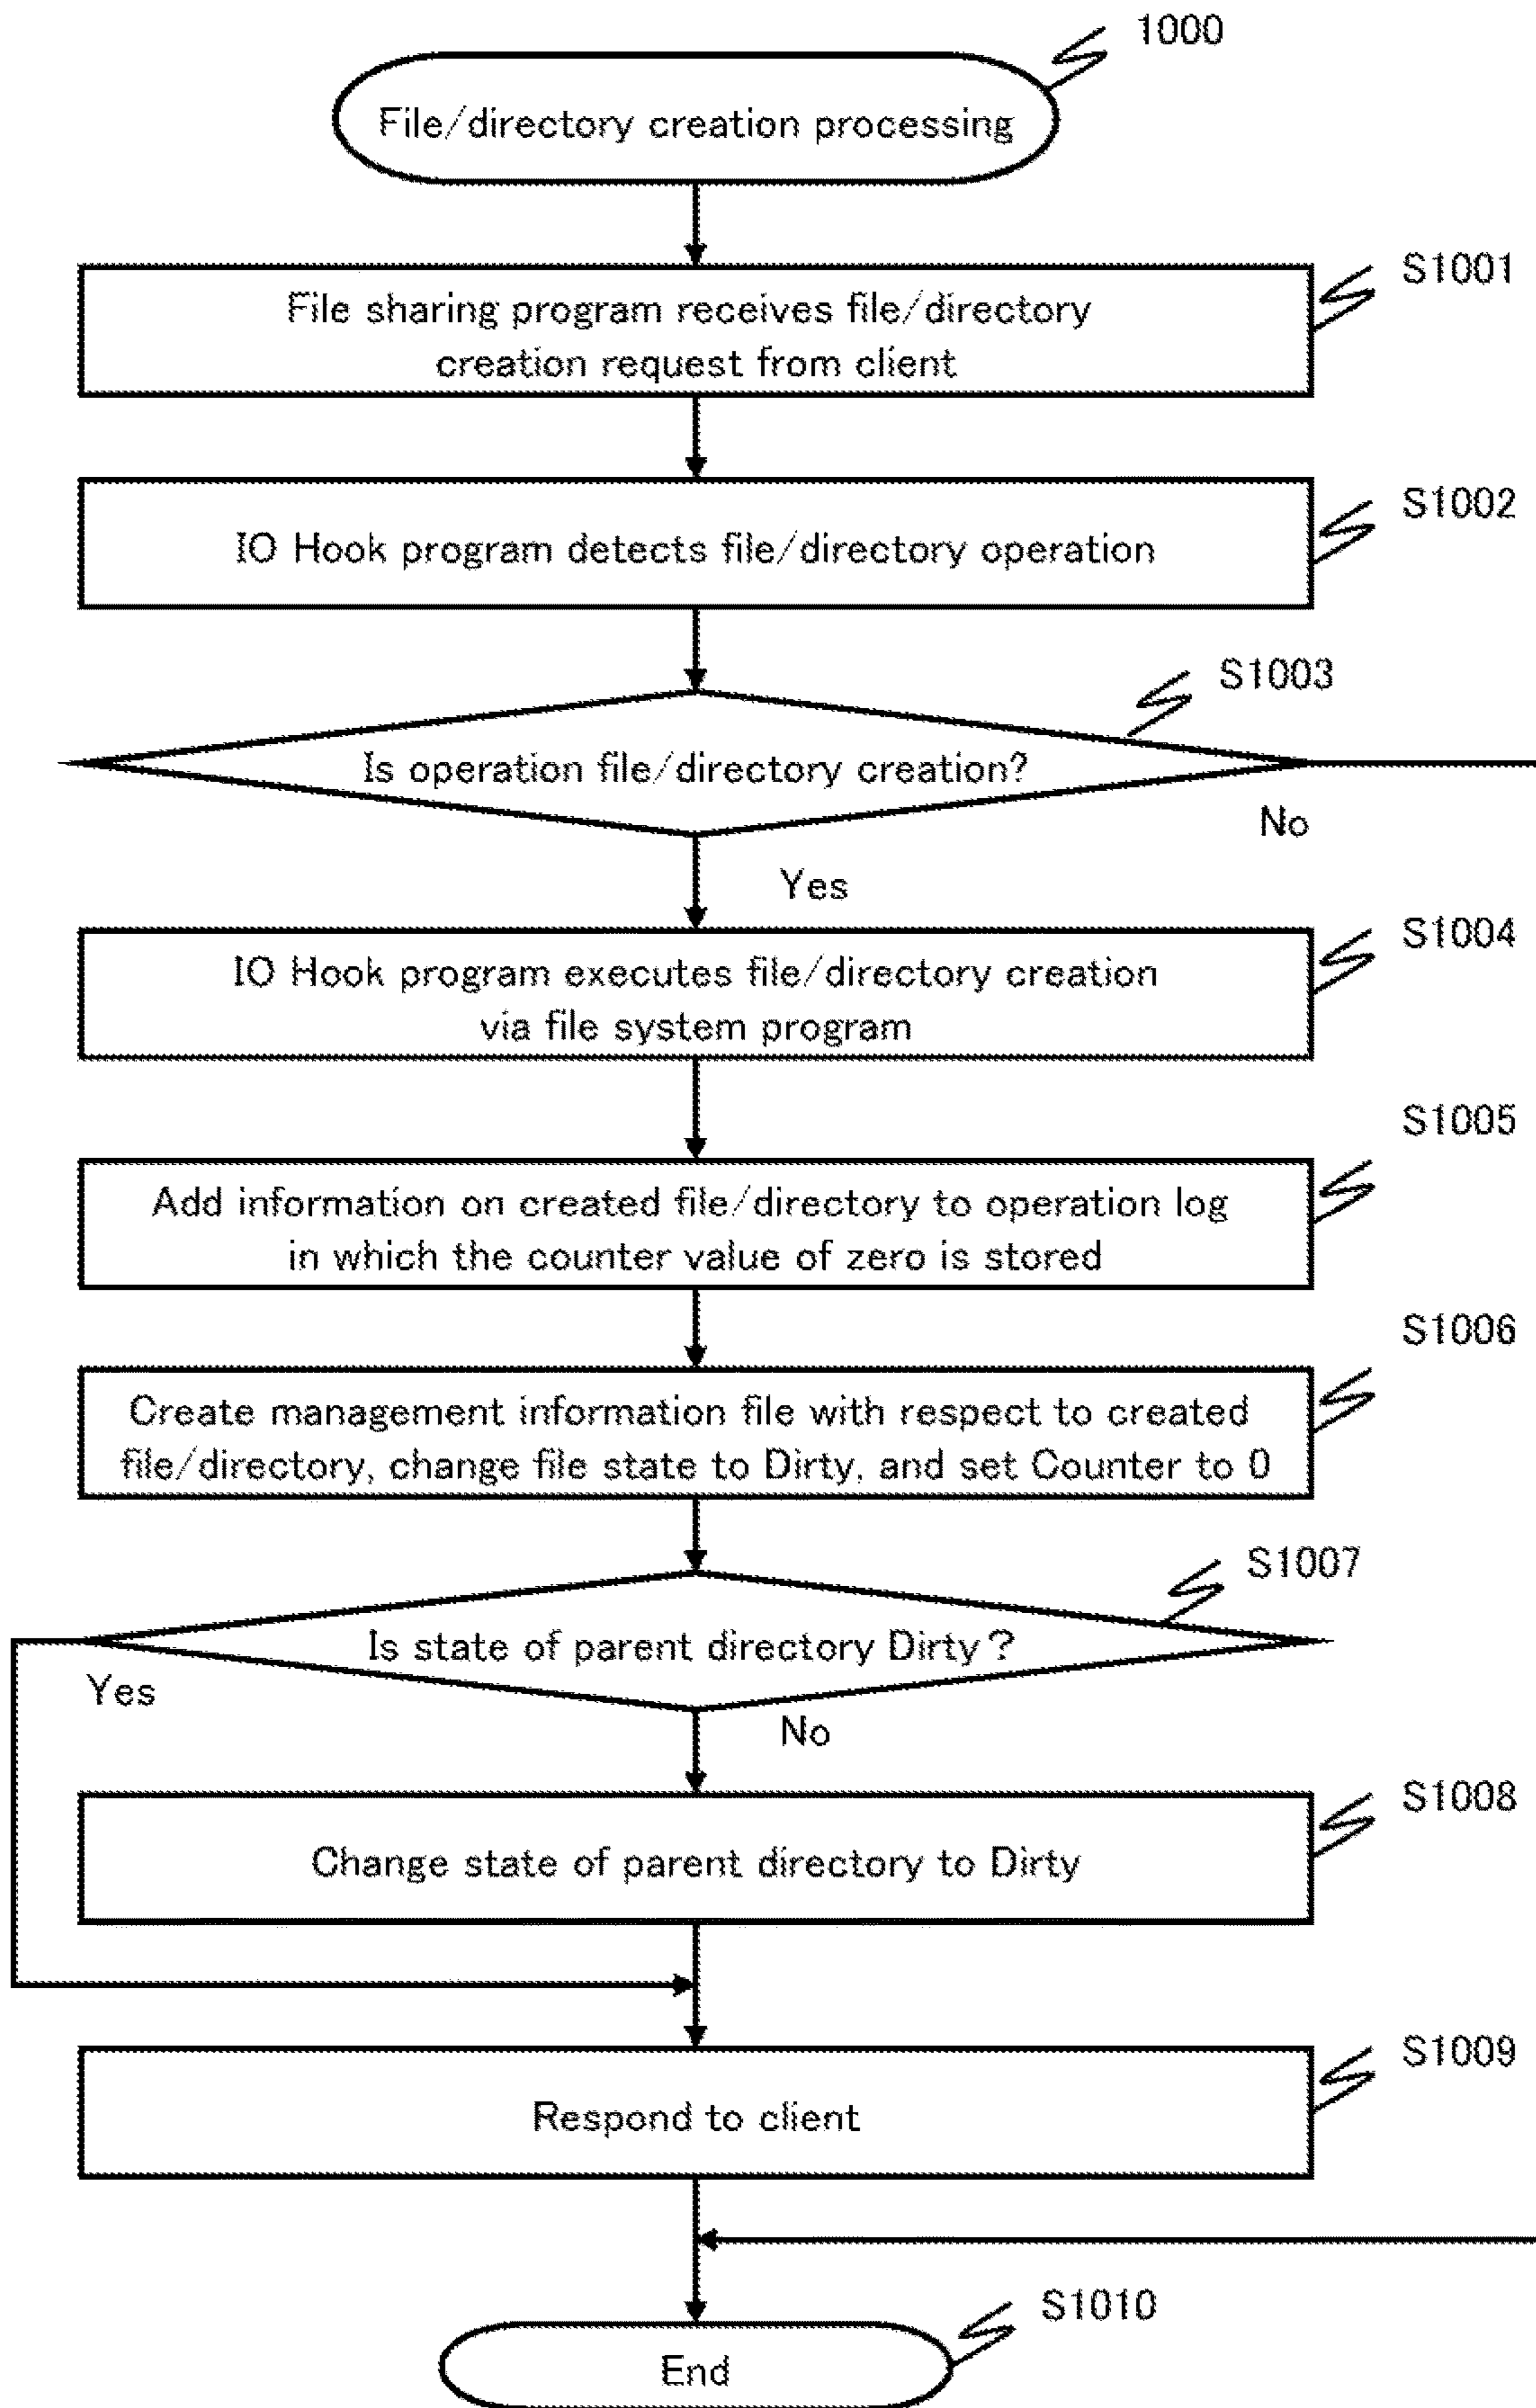 1000
File/directory creation processing
S1001
File sharing program receives file/directory
creation request from client
S1002
IO Hook program detects file/directory operation
S1003
Is operation file/directory creation?
No
Yes
S1004
IO Hook program executes file/directory creation
via file system program
S1005
Add information on created file/directory to operation log
in which the counter value of zero is stored
S1006
Create management information file with respect to created
file/directory, change file state to Dirty, and set Counter to 0
S1007
Is state of parent directory Dirty?
Yes
No
S1008
Change state of parent directory to Dirty
S1009
Respond to client
S1010
End